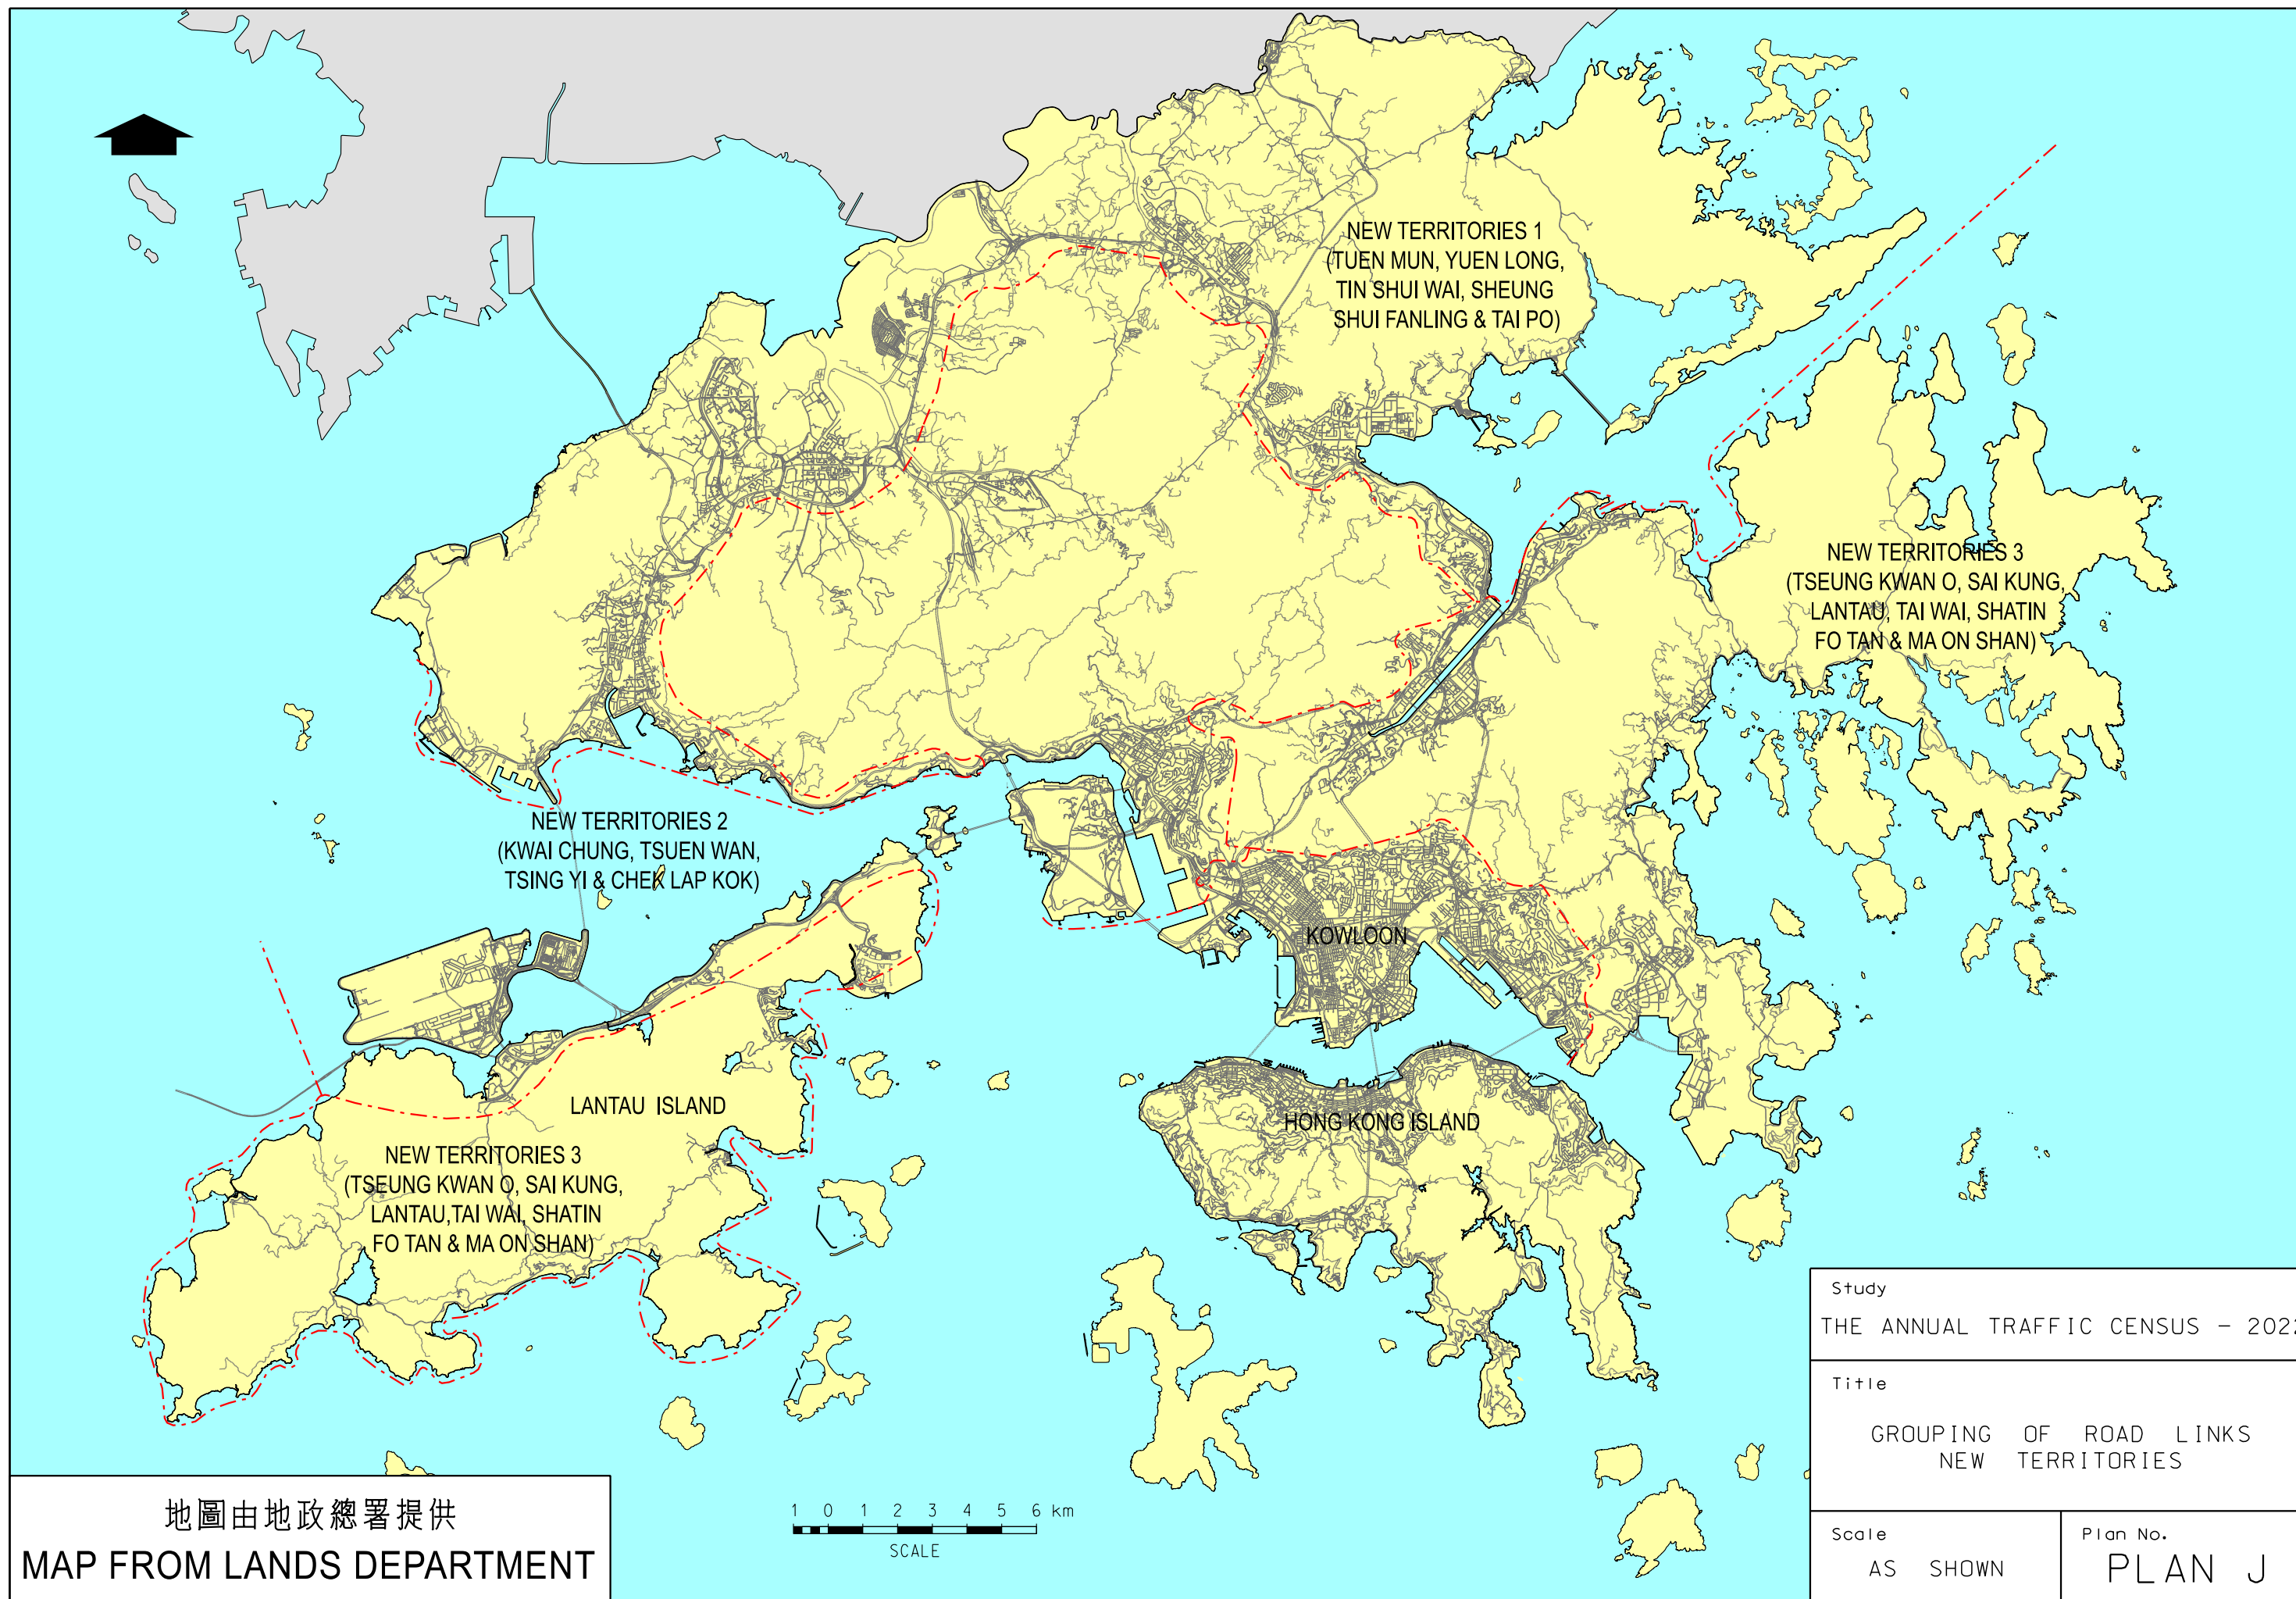 NEW TERRITORIES 1
(TUEN MUN, YUEN LONG,
TIN SHUI WAI, SHEUNG
SHUI FANLING & TAI PO)
NEW TERRITORIES 3
(TSEUNG KWAN O, SAI KUNG,
LANTAU, TAI WAI, SHATIN
FO TAN & MA ON SHAN)
NEW TERRITORIES 2
(KWAI CHUNG, TSUEN WAN,
TSING YI & CHEK LAP KOK)
KOWLOON
LANTAU ISLAND
HONG KONG ISLAND
NEW TERRITORIES 3
(TSEUNG KWAN O, SAI KUNG,
LANTAU,TAI WAI, SHATIN
FO TAN & MA ON SHAN)
Study
THE ANNUAL TRAFFIC CENSUS - 2022
Title
GROUPING OF ROAD LINKS
NEW TERRITORIES
Scale
AS SHOWN
Plan No.
PLAN J
1 0 1 2 3 4 5 6 km
SCALE
地圖由地政總署提供
MAP FROM LANDS DEPARTMENT